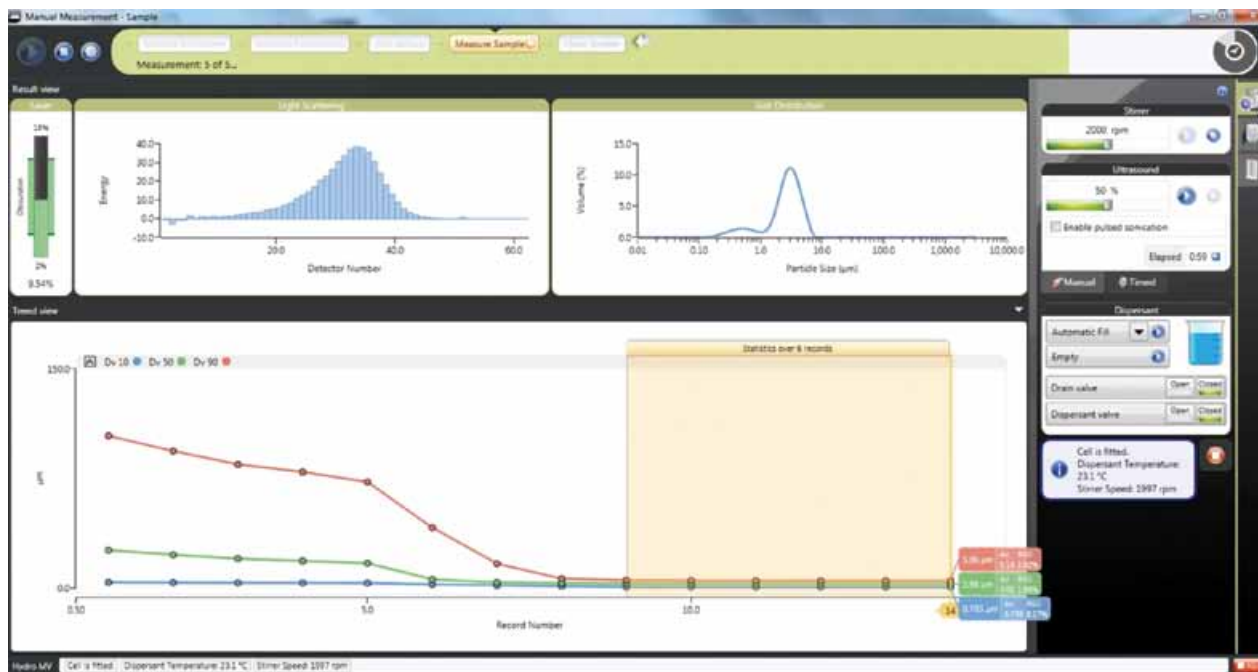 Manual Measurement - Sample
Measure Sample
Measurement: 5 of 5...
Result view
Laser
Light Scattering
Size Distribution
18%
Obscuration
2%
9.54%
Energy
40.0
30.0
20.0
10.0
0.0
-10.0
20.0
40.0
60.0
Detector Number
Volume (%)
15.0
10.0
5.0
0.0
0.01
0.10
1.0
10.0
100.0
1,000.0
10,000.0
Particle Size (µm)
Stirrer
2000 rpm
Ultrasound
50 %
Enable pulsed sonication
Elapsed 0:59
Manual
Timed
Dispersant
Automatic Fill
Empty
Drain valve
Open
Closed
Dispersant valve
Open
Closed
Cell is fitted.
Dispersant Temperature:
23.1 °C
Stirrer Speed: 1997 rpm
Trend view
Statistics over 6 records
Dv 10
Dv 50
Dv 90
150.0
µm
0.0
0.50
5.0
10.0
14
Record Number
Hydro MV
Cell is fitted
Dispersant Temperature: 23.1 °C
Stirrer Speed: 1997 rpm